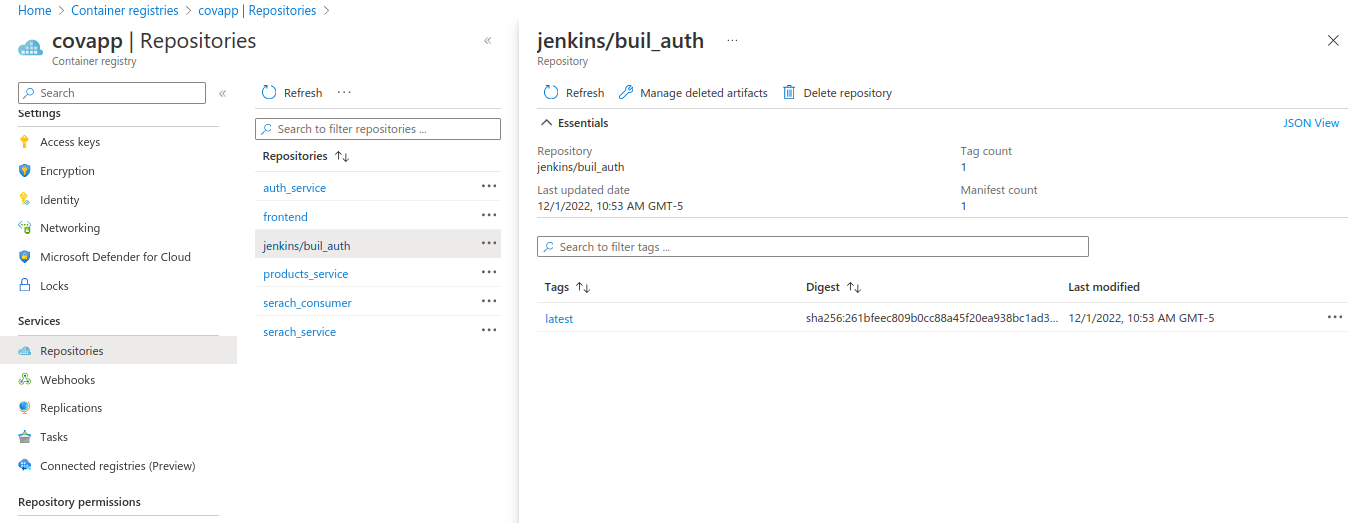 Home > Container registries > covapp | Repositories >
covapp | Repositories
Container registry
«
Search
«
Settings
Access keys
Encryption
Identity
Networking
Microsoft Defender for Cloud
Locks
Services
Repositories
Webhooks
Replications
Tasks
Connected registries (Preview)
Repository permissions
Refresh ...
Search to filter repositories ...
Repositories ↑↓
auth_service ...
frontend ...
jenkins/buil_auth ...
products_service ...
serach_consumer ...
serach_service ...
jenkins/buil_auth ...
Repository
Refresh Manage deleted artifacts Delete repository
Essentials JSON View
Repository
jenkins/buil_auth
Last updated date
12/1/2022, 10:53 AM GMT-5
Tag count
1
Manifest count
1
Search to filter tags ...
Tags ↑↓ Digest ↑↓ Last modified
latest sha256:261bfeec809b0cc88a45f20ea938bc1ad3... 12/1/2022, 10:53 AM GMT-5 ...